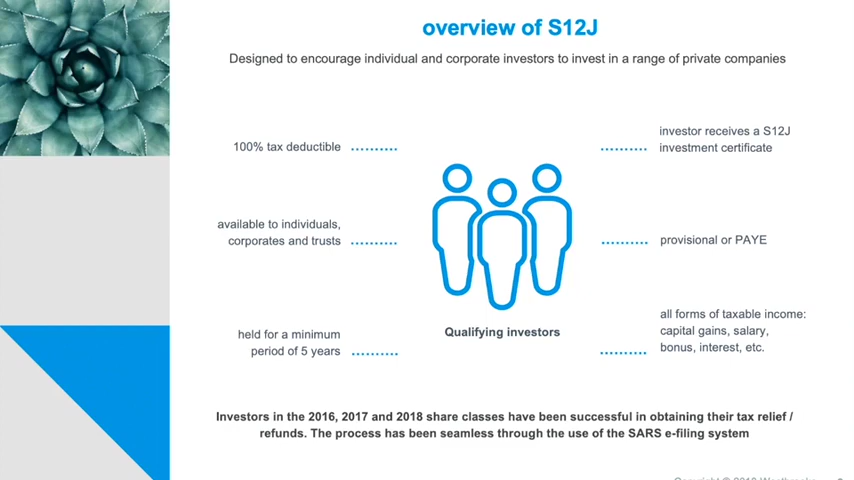 overview of S12J
Designed to encourage individual and corporate investors to invest in a range of private companies
100% tax deductible
available to individuals,
corporates and trusts
held for a minimum
period of 5 years
Qualifying investors
investor receives a S12J
investment certificate
provisional or PAYE
all forms of taxable income:
capital gains, salary,
bonus, interest, etc.
Investors in the 2016, 2017 and 2018 share classes have been successful in obtaining their tax relief /
refunds. The process has been seamless through the use of the SARS e-filing system